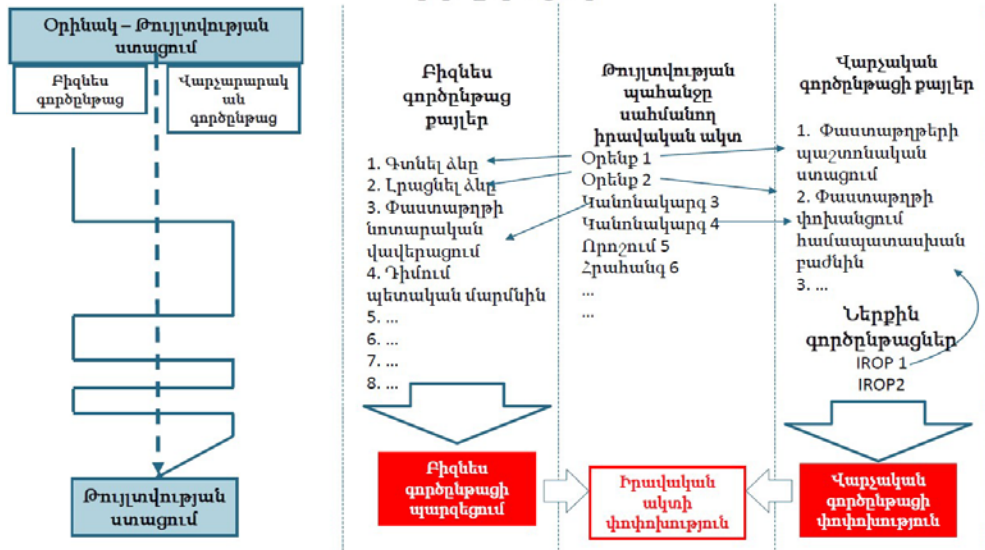 Օրինակ – Թույլտվության
ստացում
Բիզնես
գործընթաց
Վարչարարակ
ան
գործընթաց
Թույլտվության
ստացում
Բիզնես
գործընթաց
քայլեր
1. Գտնել ձևը
2. Լրացնել ձևը
3. Փաստաթղթի
նոտարական
վավերացում
4. Դիմում
պետական մարմնին
5. ...
6. ...
7. ...
8. ...
Բիզնես
գործընթացի
պարզեցում
Թույլտվության
պահանջը
սահմանող
իրավական ակտ
Օրենք 1
Օրենք 2
Կանոնակարգ 3
Կանոնակարգ 4
Որոշում 5
Հրահանգ 6
...
...
Իրավական
ակտի
փոփոխություն
Վարչական
գործընթացի քայլեր
1. Փաստաթղթերի
պաշտոնական
ստացում
2. Փաստաթղթի
փոխանցում
համապատասխան
բաժնին
3. ...
Ներքին
գործընթացներ
IROP 1
IROP2
Վարչական
գործընթացի
փոփոխություն